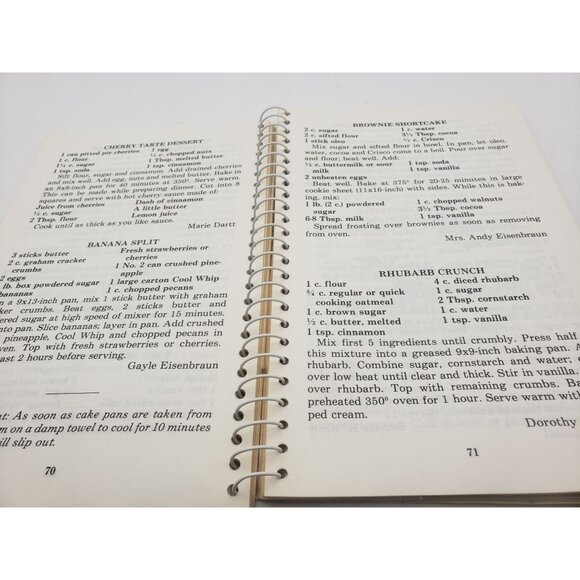 CHERRY TARTE DESSERT
1 can pitted pie cherries 1 egg
1 c. flour ½ c. chopped nuts
1¼ c. sugar 1 Tbsp. melted butter
1 tsp. soda 1 tsp. cinnamon
Sift flour, sugar and cinnamon. Add drained cherries
and mix well. Add egg, nuts and melted butter. Bake in
an 8x8-inch pan for 40 minutes at 350°. Serve warm.
Can be made while preparing dinner. Cut into 8
squares and serve with hot cherry sauce made of:
Juice from cherries Dash of cinnamon
½ c. sugar A little butter
2 Tbsp. flour Lemon juice
Cook until as thick as you like sauce.
Marie Dartt
BANANA SPLIT
3 sticks butter Fresh strawberries or
2 c. graham cracker cherries
crumbs 1 No. 2 can crushed pine-
2 eggs apple
lb. box powdered sugar 1 large carton Cool Whip
bananas 1 c. chopped pecans
a 9x13-inch pan, mix 1 stick butter with graham
ker crumbs. Beat eggs, 2 sticks butter and
dered sugar at high speed of mixer for 15 minutes.
nto pan. Slice bananas; layer in pan. Add crushed
pineapple, Cool Whip and chopped pecans in
ven. Top with fresh strawberries or cherries.
east 2 hours before serving.
Gayle Eisenbraun
nt: As soon as cake pans are taken from
m on a damp towel to cool for 10 minutes
ill slip out.
70
BROWNIE SHORTCAKE
2 c. sugar 1 c. water
2 c. sifted flour 3½ Tbsp. cocoa
1 stick oleo ½ c. Crisco
Mix sugar and sifted flour in bowl. In pan, let oleo,
water, cocoa and Crisco come to a boil. Pour over sugar
and flour; beat well. Add:
½ c. buttermilk or sour 1 tsp. soda
milk 1 tsp. vanilla
2 unbeaten eggs
Beat well. Bake at 375° for 20-25 minutes in large
cookie sheet (11x16-inch) with sides. While this is bak-
ing, mix:
1 lb. (2 c.) powdered 1 c. chopped walnuts
sugar 3½ Tbsp. cocoa
6-8 Tbsp. milk 1 tsp. vanilla
Spread frosting over brownies as soon as removing
from oven.
Mrs. Andy Eisenbraun
RHUBARB CRUNCH
1 c. flour 4 c. diced rhubarb
¾ c. regular or quick 1 c. sugar
cooking oatmeal 2 Tbsp. cornstarch
1 c. brown sugar 1 c. water
½ c. butter, melted 1 tsp. vanilla
1 tsp. cinnamon
Mix first 5 ingredients until crumbly. Press half
this mixture into a greased 9x9-inch baking pan. A
rhubarb. Combine sugar, cornstarch and water;
over low heat until clear and thick. Stir in vanilla.
over rhubarb. Top with remaining crumbs. Ba
preheated 350° oven for 1 hour. Serve warm with
ped cream.
Dorothy
71